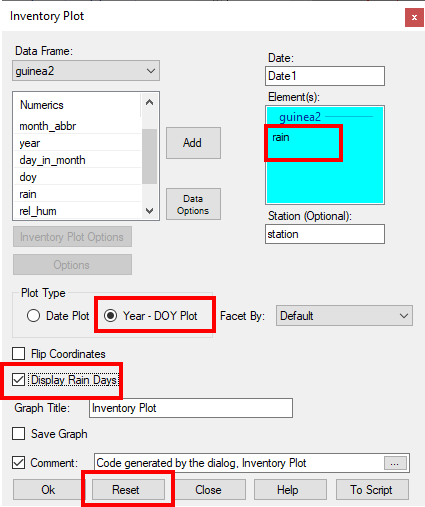 Inventory Plot
x
Data Frame:
guinea2
Numerics
month_abbr
year
day_in_month
doy
rain
rel_hum
Add
Data
Options
Date:
Date1
Element(s):
guinea2
rain
Station (Optional):
station
Inventory Plot Options
Options
Plot Type
Date Plot
Year - DOY Plot
Facet By:
Default
Flip Coordinates
Display Rain Days
Graph Title:
Inventory Plot
Save Graph
Comment:
Code generated by the dialog, Inventory Plot
...
Ok
Reset
Close
Help
To Script